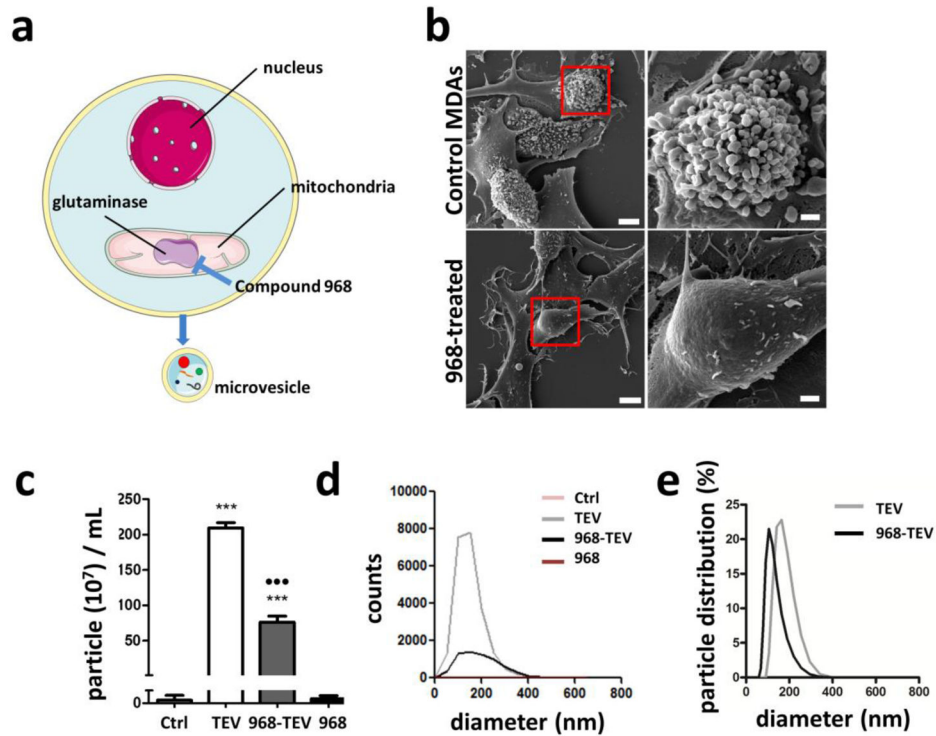 a
nucleus
mitochondria
glutaminase
Compound 968
microvesicle
b
Control MDAs
968-treated
c
particle (10⁷) / mL
250
200
150
100
50
0
***
•••
***
Ctrl TEV 968-TEV 968
d
counts
10000
8000
6000
4000
2000
0
0 200 400 600 800
diameter (nm)
Ctrl
TEV
968-TEV
968
e
particle distribution (%)
25
20
15
10
5
0
0 200 400 600 800
diameter (nm)
TEV
968-TEV